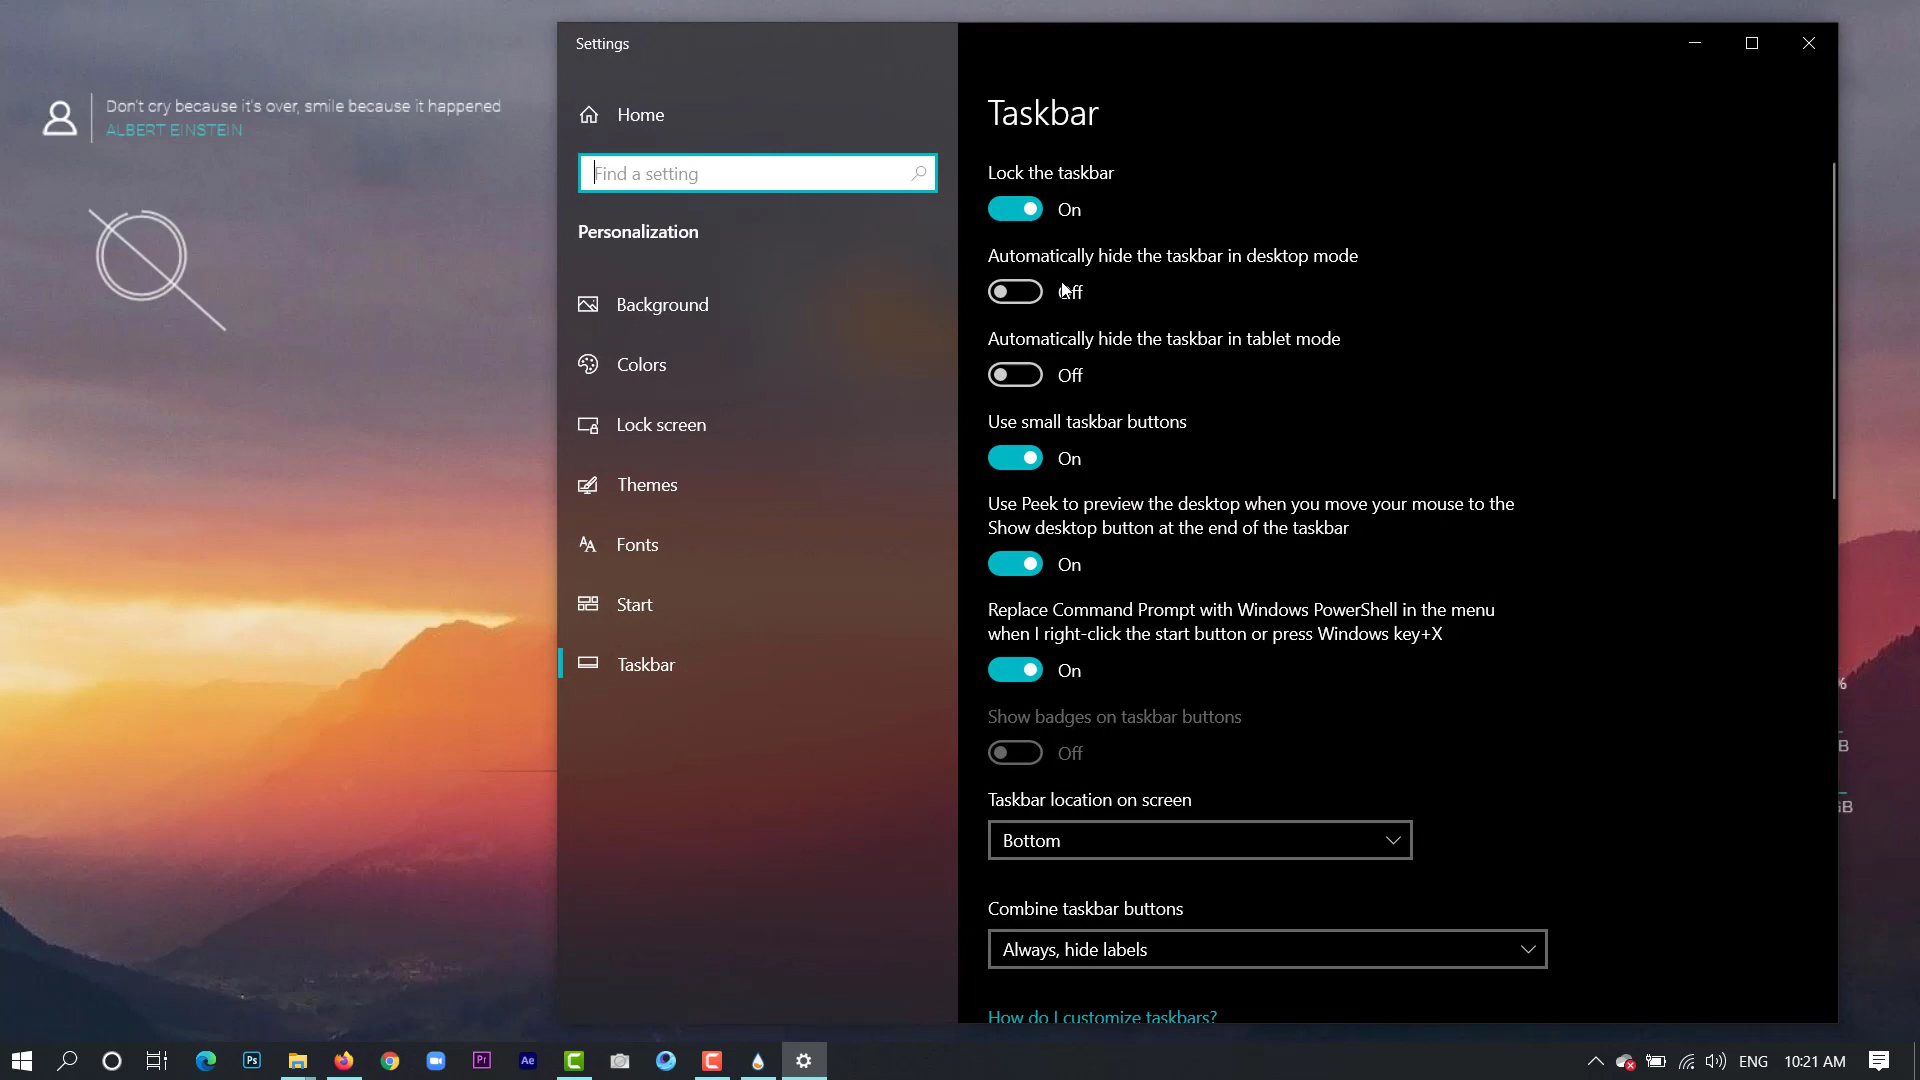 Settings
Don't cry because it's over, smile because it happened
ALBERT EINSTEIN
Home
Find a setting
Personalization
Background
Colors
Lock screen
Themes
Fonts
Start
Taskbar
Taskbar
Lock the taskbar
On
Automatically hide the taskbar in desktop mode
Off
Automatically hide the taskbar in tablet mode
Off
Use small taskbar buttons
On
Use Peek to preview the desktop when you move your mouse to the
Show desktop button at the end of the taskbar
On
Replace Command Prompt with Windows PowerShell in the menu
when I right-click the start button or press Windows key+X
On
Show badges on taskbar buttons
Off
Taskbar location on screen
Bottom
Combine taskbar buttons
Always, hide labels
How do I customize taskbars?
%
B
GB
Ps
Pr
Ae
ENG
10:21 AM